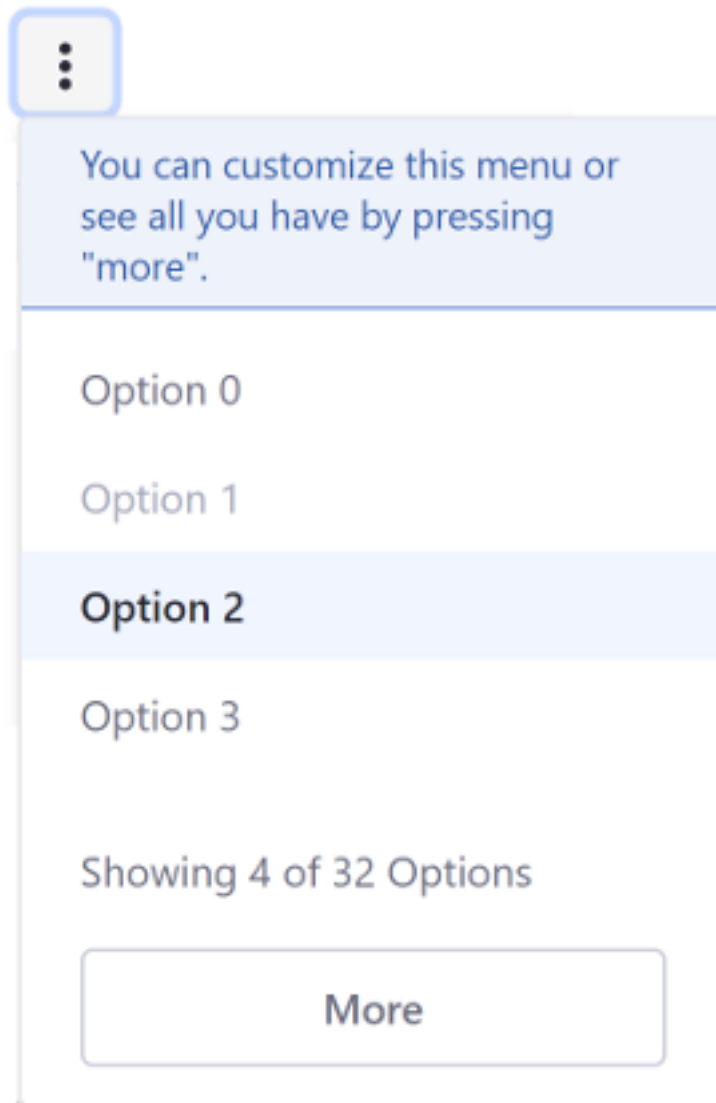 You can customize this menu or
see all you have by pressing
"more".
Option 0
Option 1
Option 2
Option 3
Showing 4 of 32 Options
More